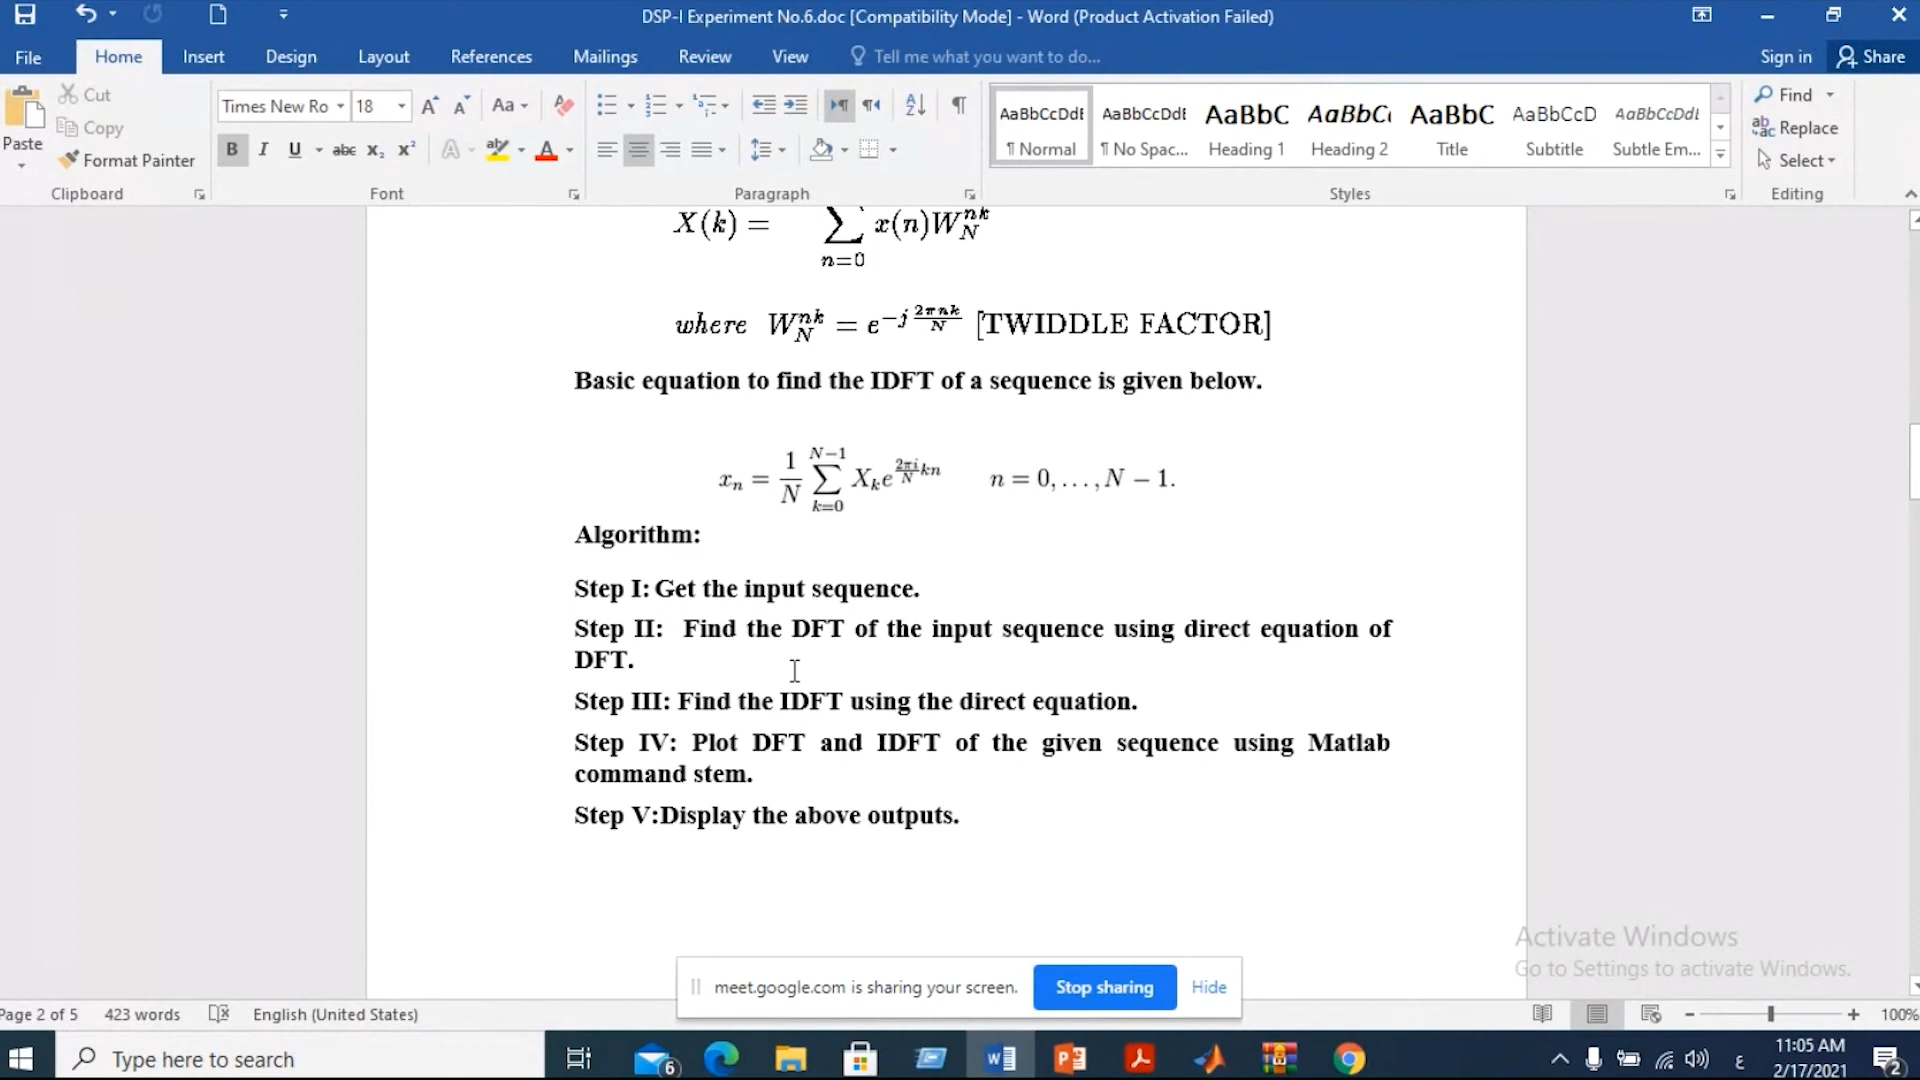 DSP-I Experiment No.6.doc [Compatibility Mode] - Word (Product Activation Failed)
File Home Insert Design Layout References Mailings Review View Tell me what you want to do... Sign in Share
Paste
Cut
Copy
Format Painter
Clipboard
Times New Ro 18
Font
Paragraph
AaBbCcDdE AaBbCcDdE AaBbC AaBbC AaBbC AaBbCcD AaBbCcDdE
¶ Normal ¶ No Spac... Heading 1 Heading 2 Title Subtitle Subtle Em...
Styles
Find
Replace
Select
Editing
X(k) = ∑ n=0 x(n)W_N^{nk}
where W_N^{nk} = e^{-j 2πnk/N} [TWIDDLE FACTOR]
Basic equation to find the IDFT of a sequence is given below.
x_n = 1/N ∑_{k=0}^{N-1} X_k e^{2πi/N kn} n = 0, . . . , N − 1.
Algorithm:
Step I: Get the input sequence.
Step II: Find the DFT of the input sequence using direct equation of
DFT.
Step III: Find the IDFT using the direct equation.
Step IV: Plot DFT and IDFT of the given sequence using Matlab
command stem.
Step V:Display the above outputs.
Activate Windows
Go to Settings to activate Windows.
meet.google.com is sharing your screen. Stop sharing Hide
Page 2 of 5 423 words English (United States) 100%
Type here to search
6
ع
11:05 AM
2/17/2021
2